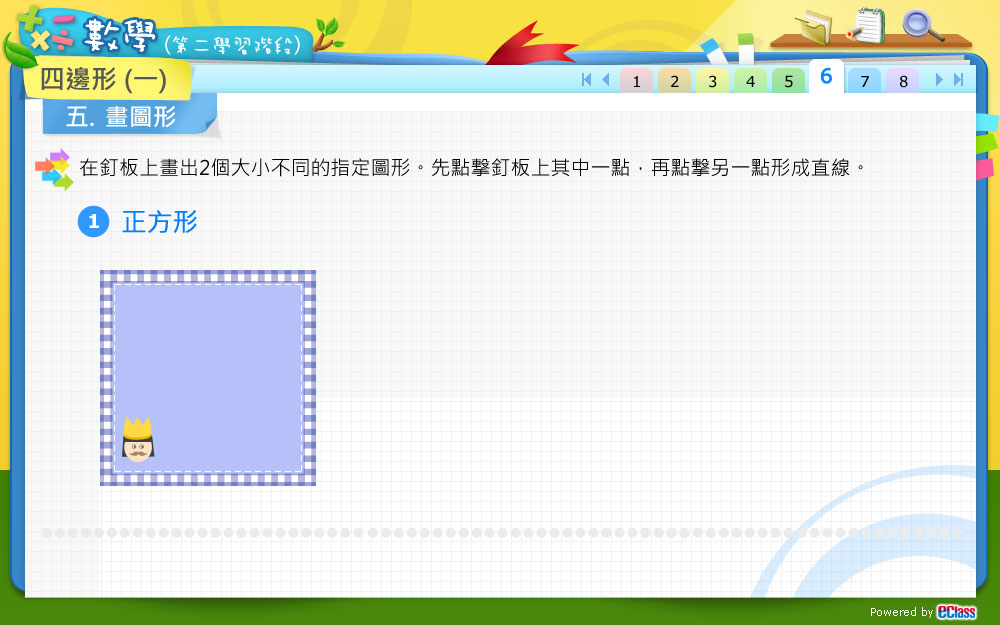 數學 (第二學習階段)
四邊形 (一)
1 2 3 4 5 6 7 8
五. 畫圖形
在釘板上畫出2個大小不同的指定圖形。先點擊釘板上其中一點，再點擊另一點形成直線。
1 正方形
Powered by eClass